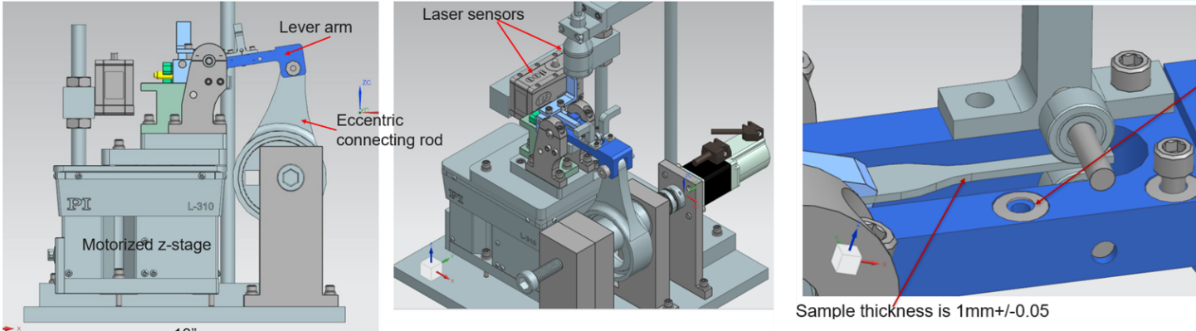 Lever arm
Eccentric
connecting rod
PI
L-310
Motorized z-stage
Laser sensors
PI
Sample thickness is 1mm+/-0.05